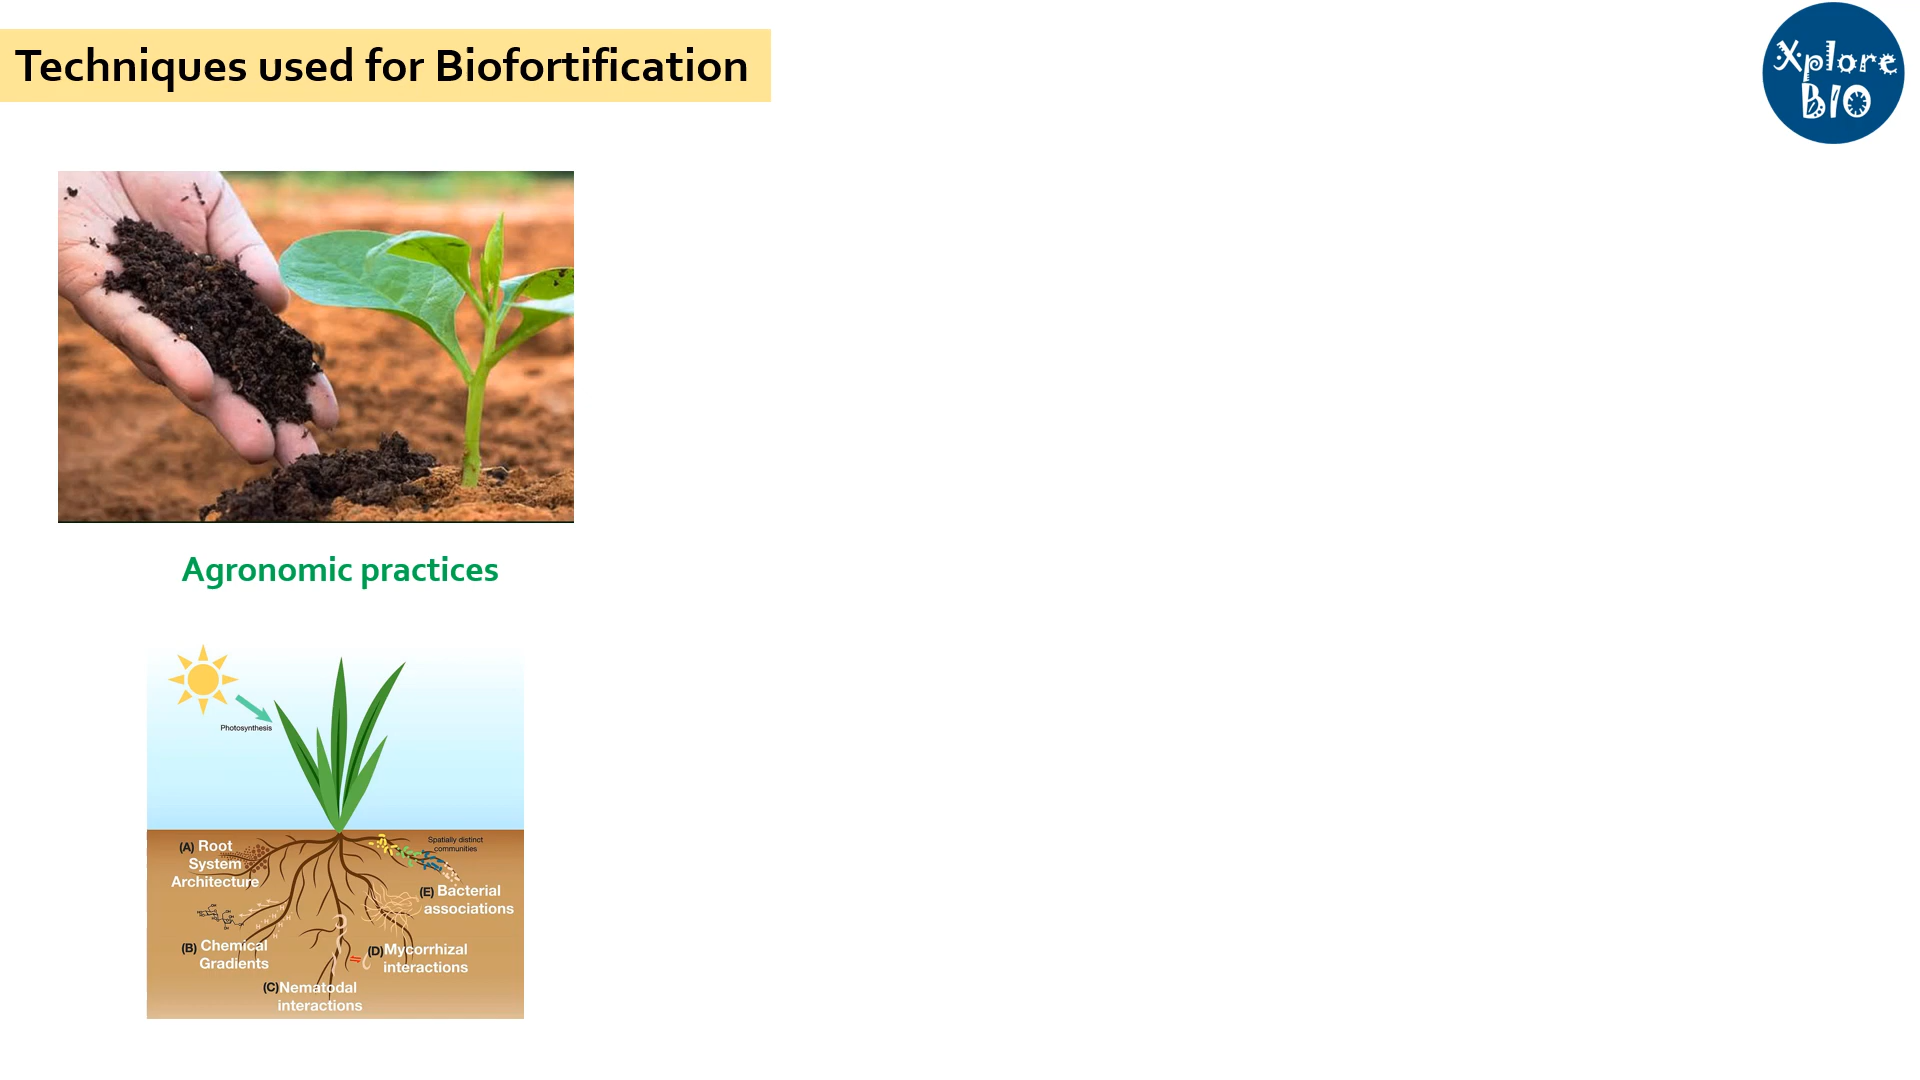 Techniques used for Biofortification
Xplore
BIO
Agronomic practices
Photosynthesis
(A) Root
System
Architecture
Spatially distinct
communities
(E) Bacterial
associations
(B) Chemical
Gradients
(D)Mycorrhizal
interactions
(C)Nematodal
interactions